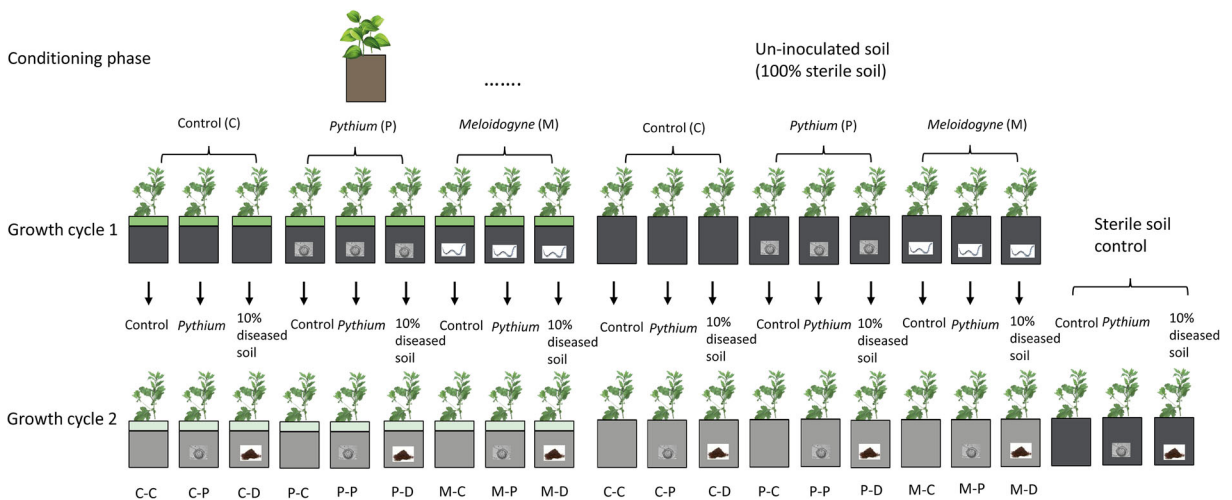 Conditioning phase
.......
Un-inoculated soil
(100% sterile soil)
Control (C)
Pythium (P)
Meloidogyne (M)
Control (C)
Pythium (P)
Meloidogyne (M)
Growth cycle 1
Sterile soil
control
Control
Pythium
10%
diseased
soil
Control
Pythium
10%
diseased
soil
Control
Pythium
10%
diseased
soil
Control
Pythium
10%
diseased
soil
Control
Pythium
10%
diseased
soil
Control
Pythium
10%
diseased
soil
Control
Pythium
10%
diseased
soil
Growth cycle 2
C-C C-P C-D P-C P-P P-D M-C M-P M-D C-C C-P C-D P-C P-P P-D M-C M-P M-D